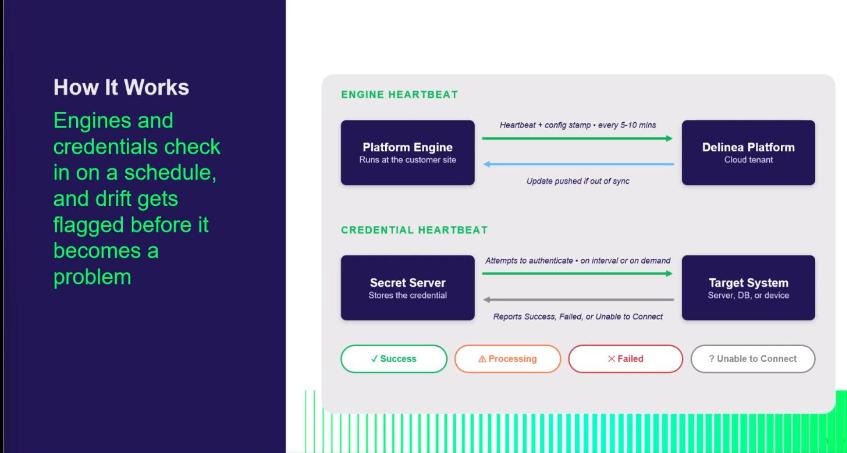 How It Works
Engines and
credentials check
in on a schedule,
and drift gets
flagged before it
becomes a
problem
ENGINE HEARTBEAT
Platform Engine
Runs at the customer site
Heartbeat + config stamp • every 5-10 mins
Update pushed if out of sync
Delinea Platform
Cloud tenant
CREDENTIAL HEARTBEAT
Secret Server
Stores the credential
Attempts to authenticate • on interval or on demand
Reports Success, Failed, or Unable to Connect
Target System
Server, DB, or device
✓ Success
⚠ Processing
✕ Failed
? Unable to Connect